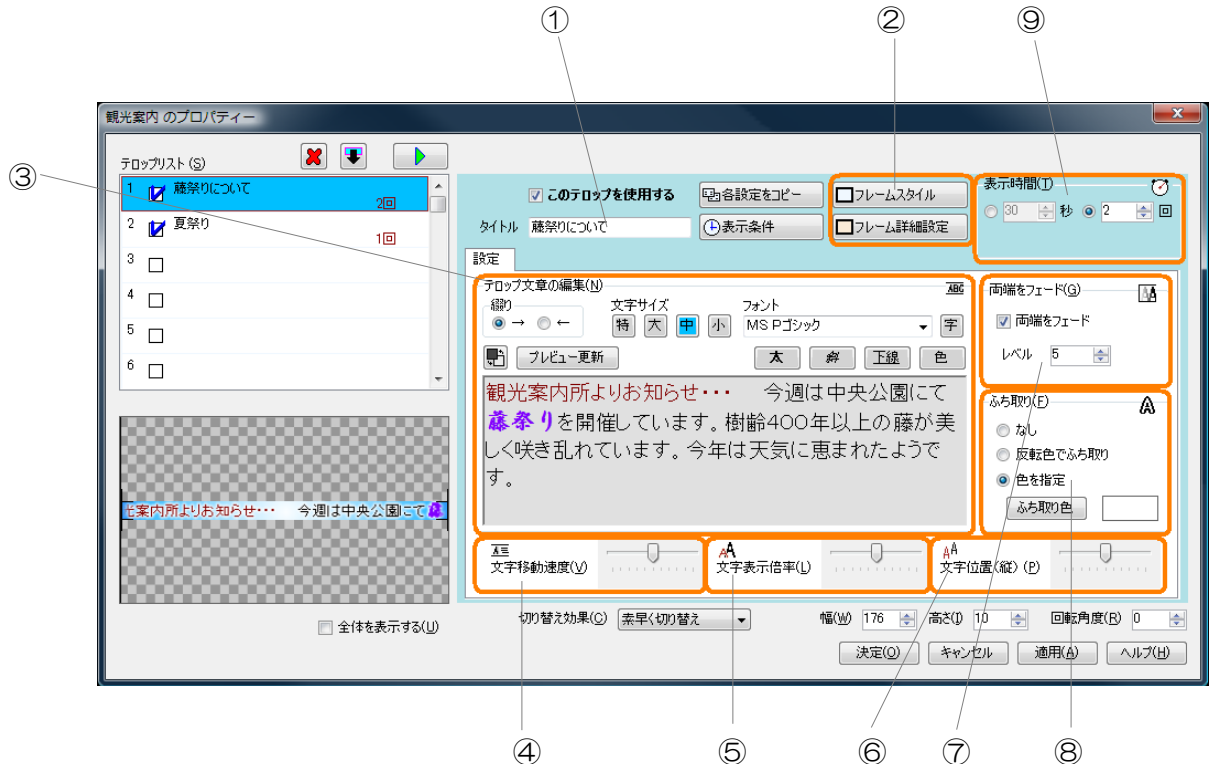 ① ② ⑨
観光案内 のプロパティー
③
テロップリスト(S)
1 藤祭りについて
2回
2 夏祭り
1回
3
4
5
6
このテロップを使用する 各設定をコピー フレームスタイル
タイトル 藤祭りについて 表示条件 フレーム詳細設定
表示時間(T)
30 秒 2 回
設定
テロップ文章の編集(N) ABC
綴り 文字サイズ フォント
→ ← 特 大 中 小 MS Pゴシック 字
プレビュー更新 太 斜 下線 色
観光案内所よりお知らせ・・・　今週は中央公園にて
藤祭りを開催しています。樹齢400年以上の藤が美
しく咲き乱れています。今年は天気に恵まれたようで
す。
両端をフェード(G) AA
両端をフェード
レベル 5
ふち取り(F) A
なし
反転色でふち取り
色を指定
ふち取り色
光案内所よりお知らせ・・・　今週は中央公園にて藤
文字移動速度(V) 文字表示倍率(L) 文字位置(縦) (P)
全体を表示する(U)
切り替え効果(C) 素早く切り替え 幅(W) 176 高さ(I) 10 回転角度(R) 0
決定(O) キャンセル 適用(A) ヘルプ(H)
④ ⑤ ⑥ ⑦ ⑧